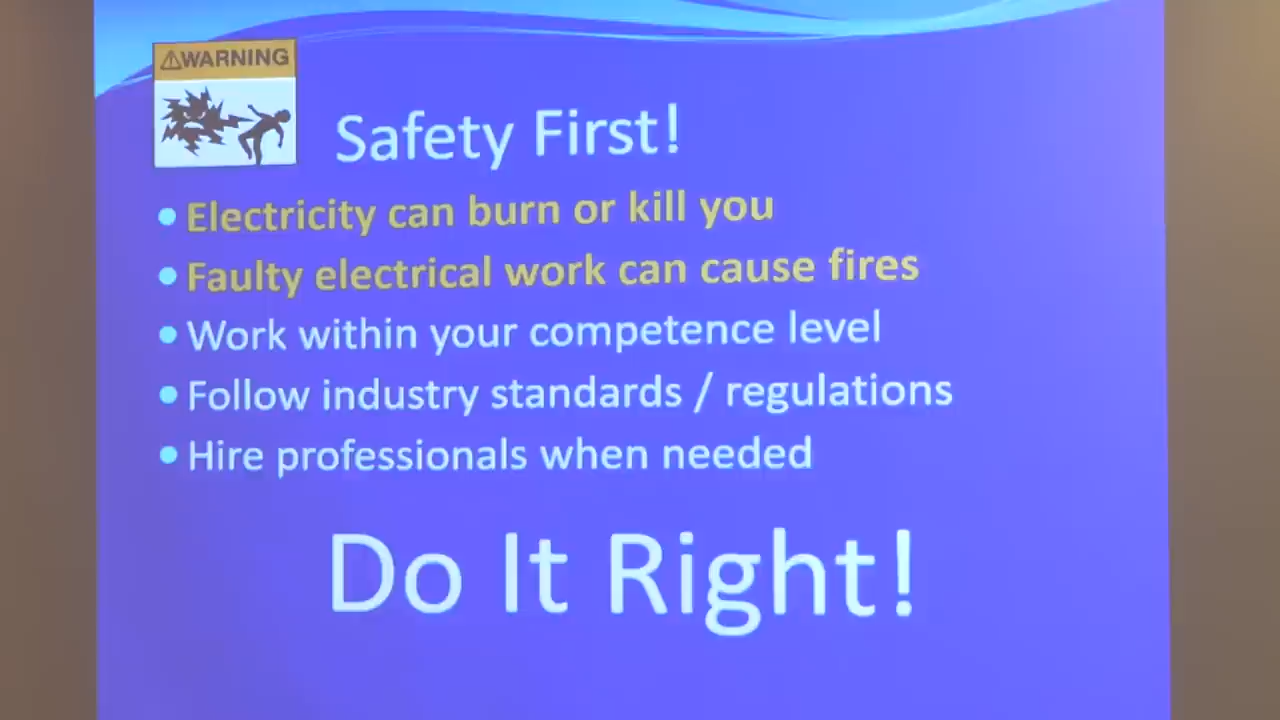 ⚠WARNING
Safety First!
• Electricity can burn or kill you
• Faulty electrical work can cause fires
• Work within your competence level
• Follow industry standards / regulations
• Hire professionals when needed
Do It Right!